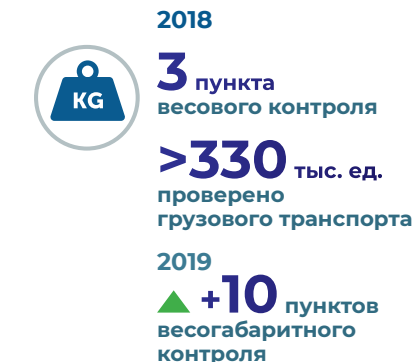 2018
KG
3 пункта
весового контроля
>330 тыс. ед.
проверено
грузового транспорта
2019
+10 пунктов
весогабаритного
контроля